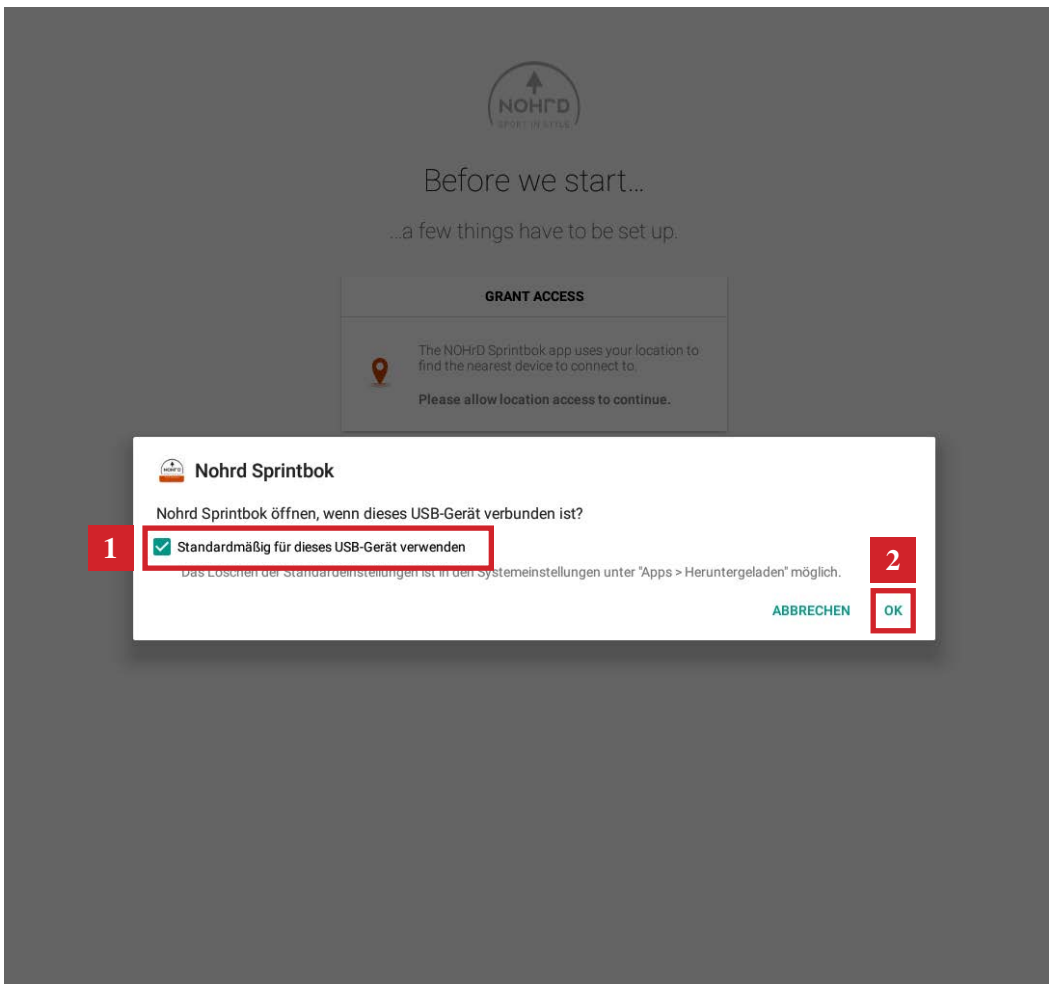 NOHrD
SPORT IN STYLE
Before we start...
...a few things have to be set up.
GRANT ACCESS
The NOHrD Sprintbok app uses your location to
find the nearest device to connect to.
Please allow location access to continue.
Nohrd Sprintbok
Nohrd Sprintbok öffnen, wenn dieses USB-Gerät verbunden ist?
1
Standardmäßig für dieses USB-Gerät verwenden
2
Das Löschen der Standardeinstellungen ist in den Systemeinstellungen unter "Apps > Heruntergeladen" möglich.
ABBRECHEN OK